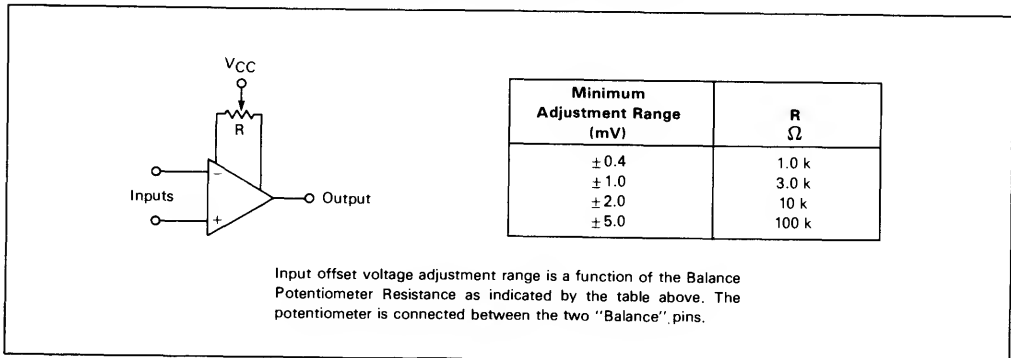 VCC
R
−
Inputs
+
Output
Minimum
Adjustment Range
(mV)
R
Ω
±0.4 1.0 k
±1.0 3.0 k
±2.0 10 k
±5.0 100 k
Input offset voltage adjustment range is a function of the Balance
Potentiometer Resistance as indicated by the table above. The
potentiometer is connected between the two "Balance" pins.